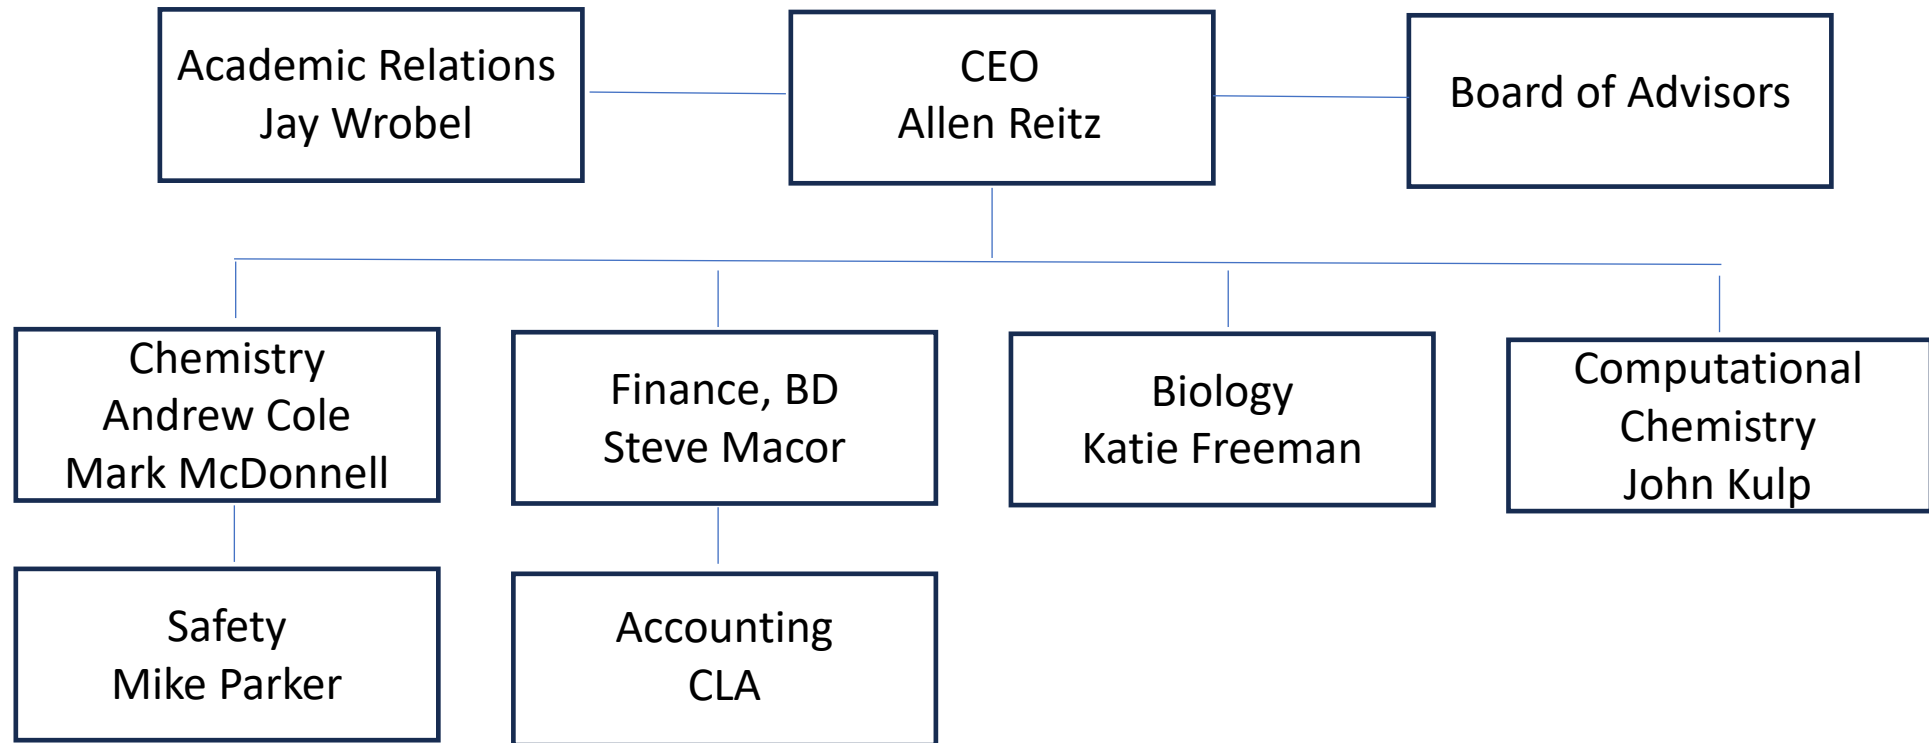 Academic Relations
Jay Wrobel
CEO
Allen Reitz
Board of Advisors
Chemistry
Andrew Cole
Mark McDonnell
Finance, BD
Steve Macor
Biology
Katie Freeman
Computational
Chemistry
John Kulp
Safety
Mike Parker
Accounting
CLA